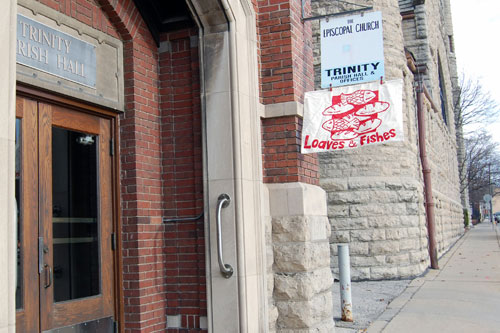 TRINITY
PARISH HALL
THE
EPISCOPAL CHURCH
TRINITY
PARISH HALL &
OFFICES
Loaves & Fishes